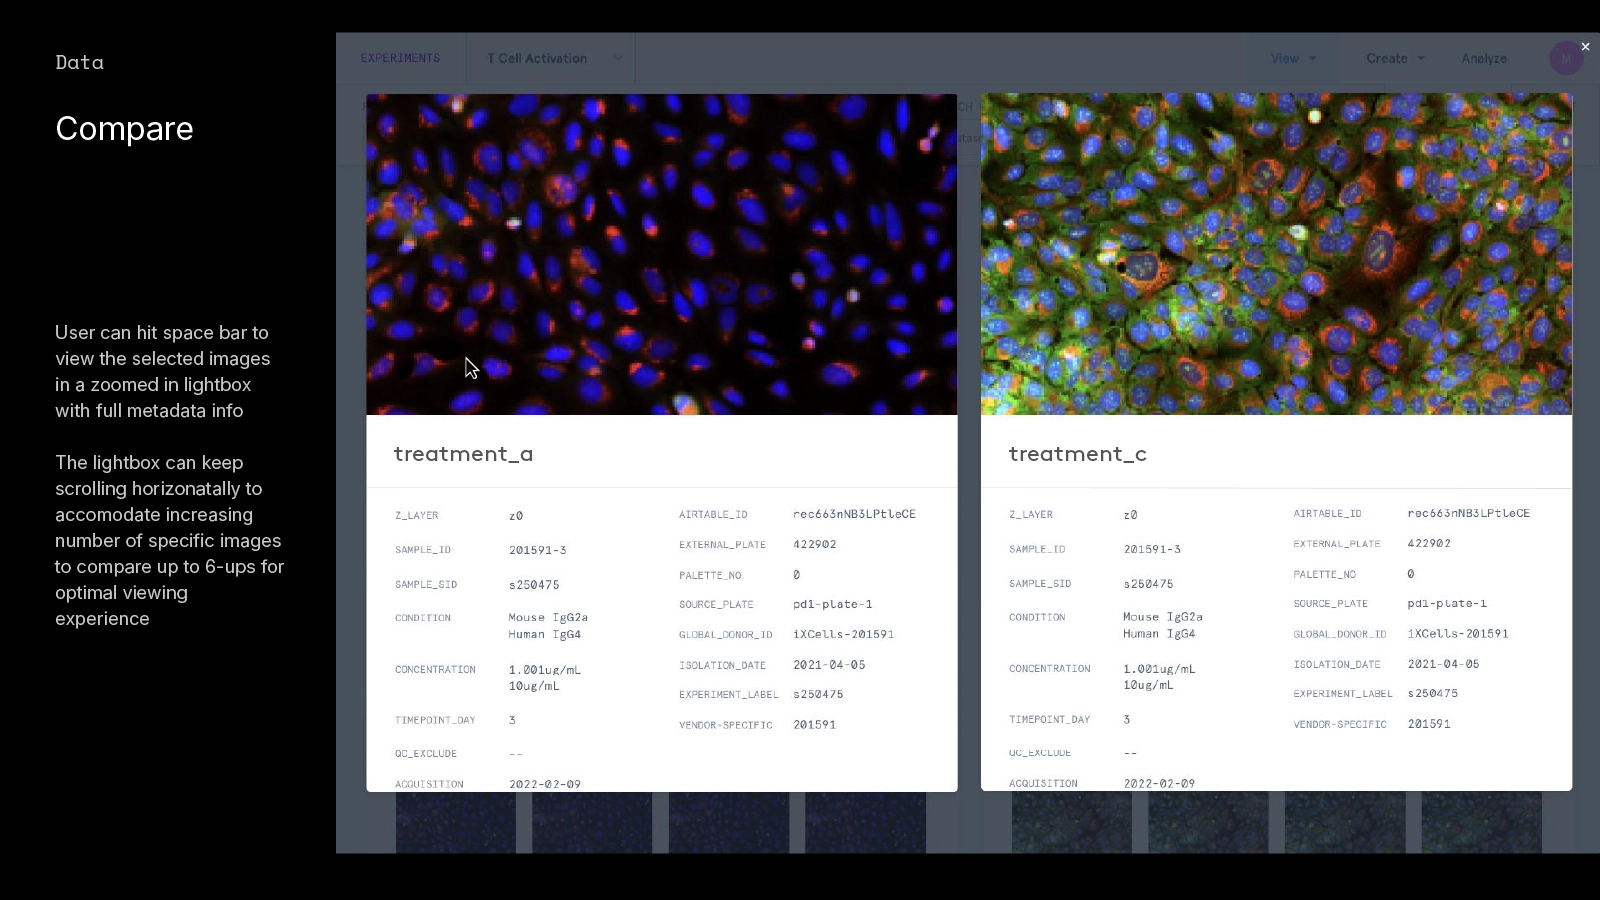 Data
Compare
User can hit space bar to
view the selected images
in a zoomed in lightbox
with full metadata info
The lightbox can keep
scrolling horizonatally to
accomodate increasing
number of specific images
to compare up to 6-ups for
optimal viewing
experience
EXPERIMENTS
T Cell Activation
View
Create
Analyze
M
×
treatment_a
Z_LAYER z0
SAMPLE_ID 201591-3
SAMPLE_SID s250475
CONDITION Mouse IgG2a
Human IgG4
CONCENTRATION 1.001ug/mL
10ug/mL
TIMEPOINT_DAY 3
QC_EXCLUDE --
ACQUISITION 2022-02-09
AIRTABLE_ID rec663nNB3LPtleCE
EXTERNAL_PLATE 422902
PALETTE_NO 0
SOURCE_PLATE pd1-plate-1
GLOBAL_DONOR_ID iXCells-201591
ISOLATION_DATE 2021-04-05
EXPERIMENT_LABEL s250475
VENDOR-SPECIFIC 201591
treatment_c
Z_LAYER z0
SAMPLE_ID 201591-3
SAMPLE_SID s250475
CONDITION Mouse IgG2a
Human IgG4
CONCENTRATION 1.001ug/mL
10ug/mL
TIMEPOINT_DAY 3
QC_EXCLUDE --
ACQUISITION 2022-02-09
AIRTABLE_ID rec663nNB3LPtleCE
EXTERNAL_PLATE 422902
PALETTE_NO 0
SOURCE_PLATE pd1-plate-1
GLOBAL_DONOR_ID iXCells-201591
ISOLATION_DATE 2021-04-05
EXPERIMENT_LABEL s250475
VENDOR-SPECIFIC 201591